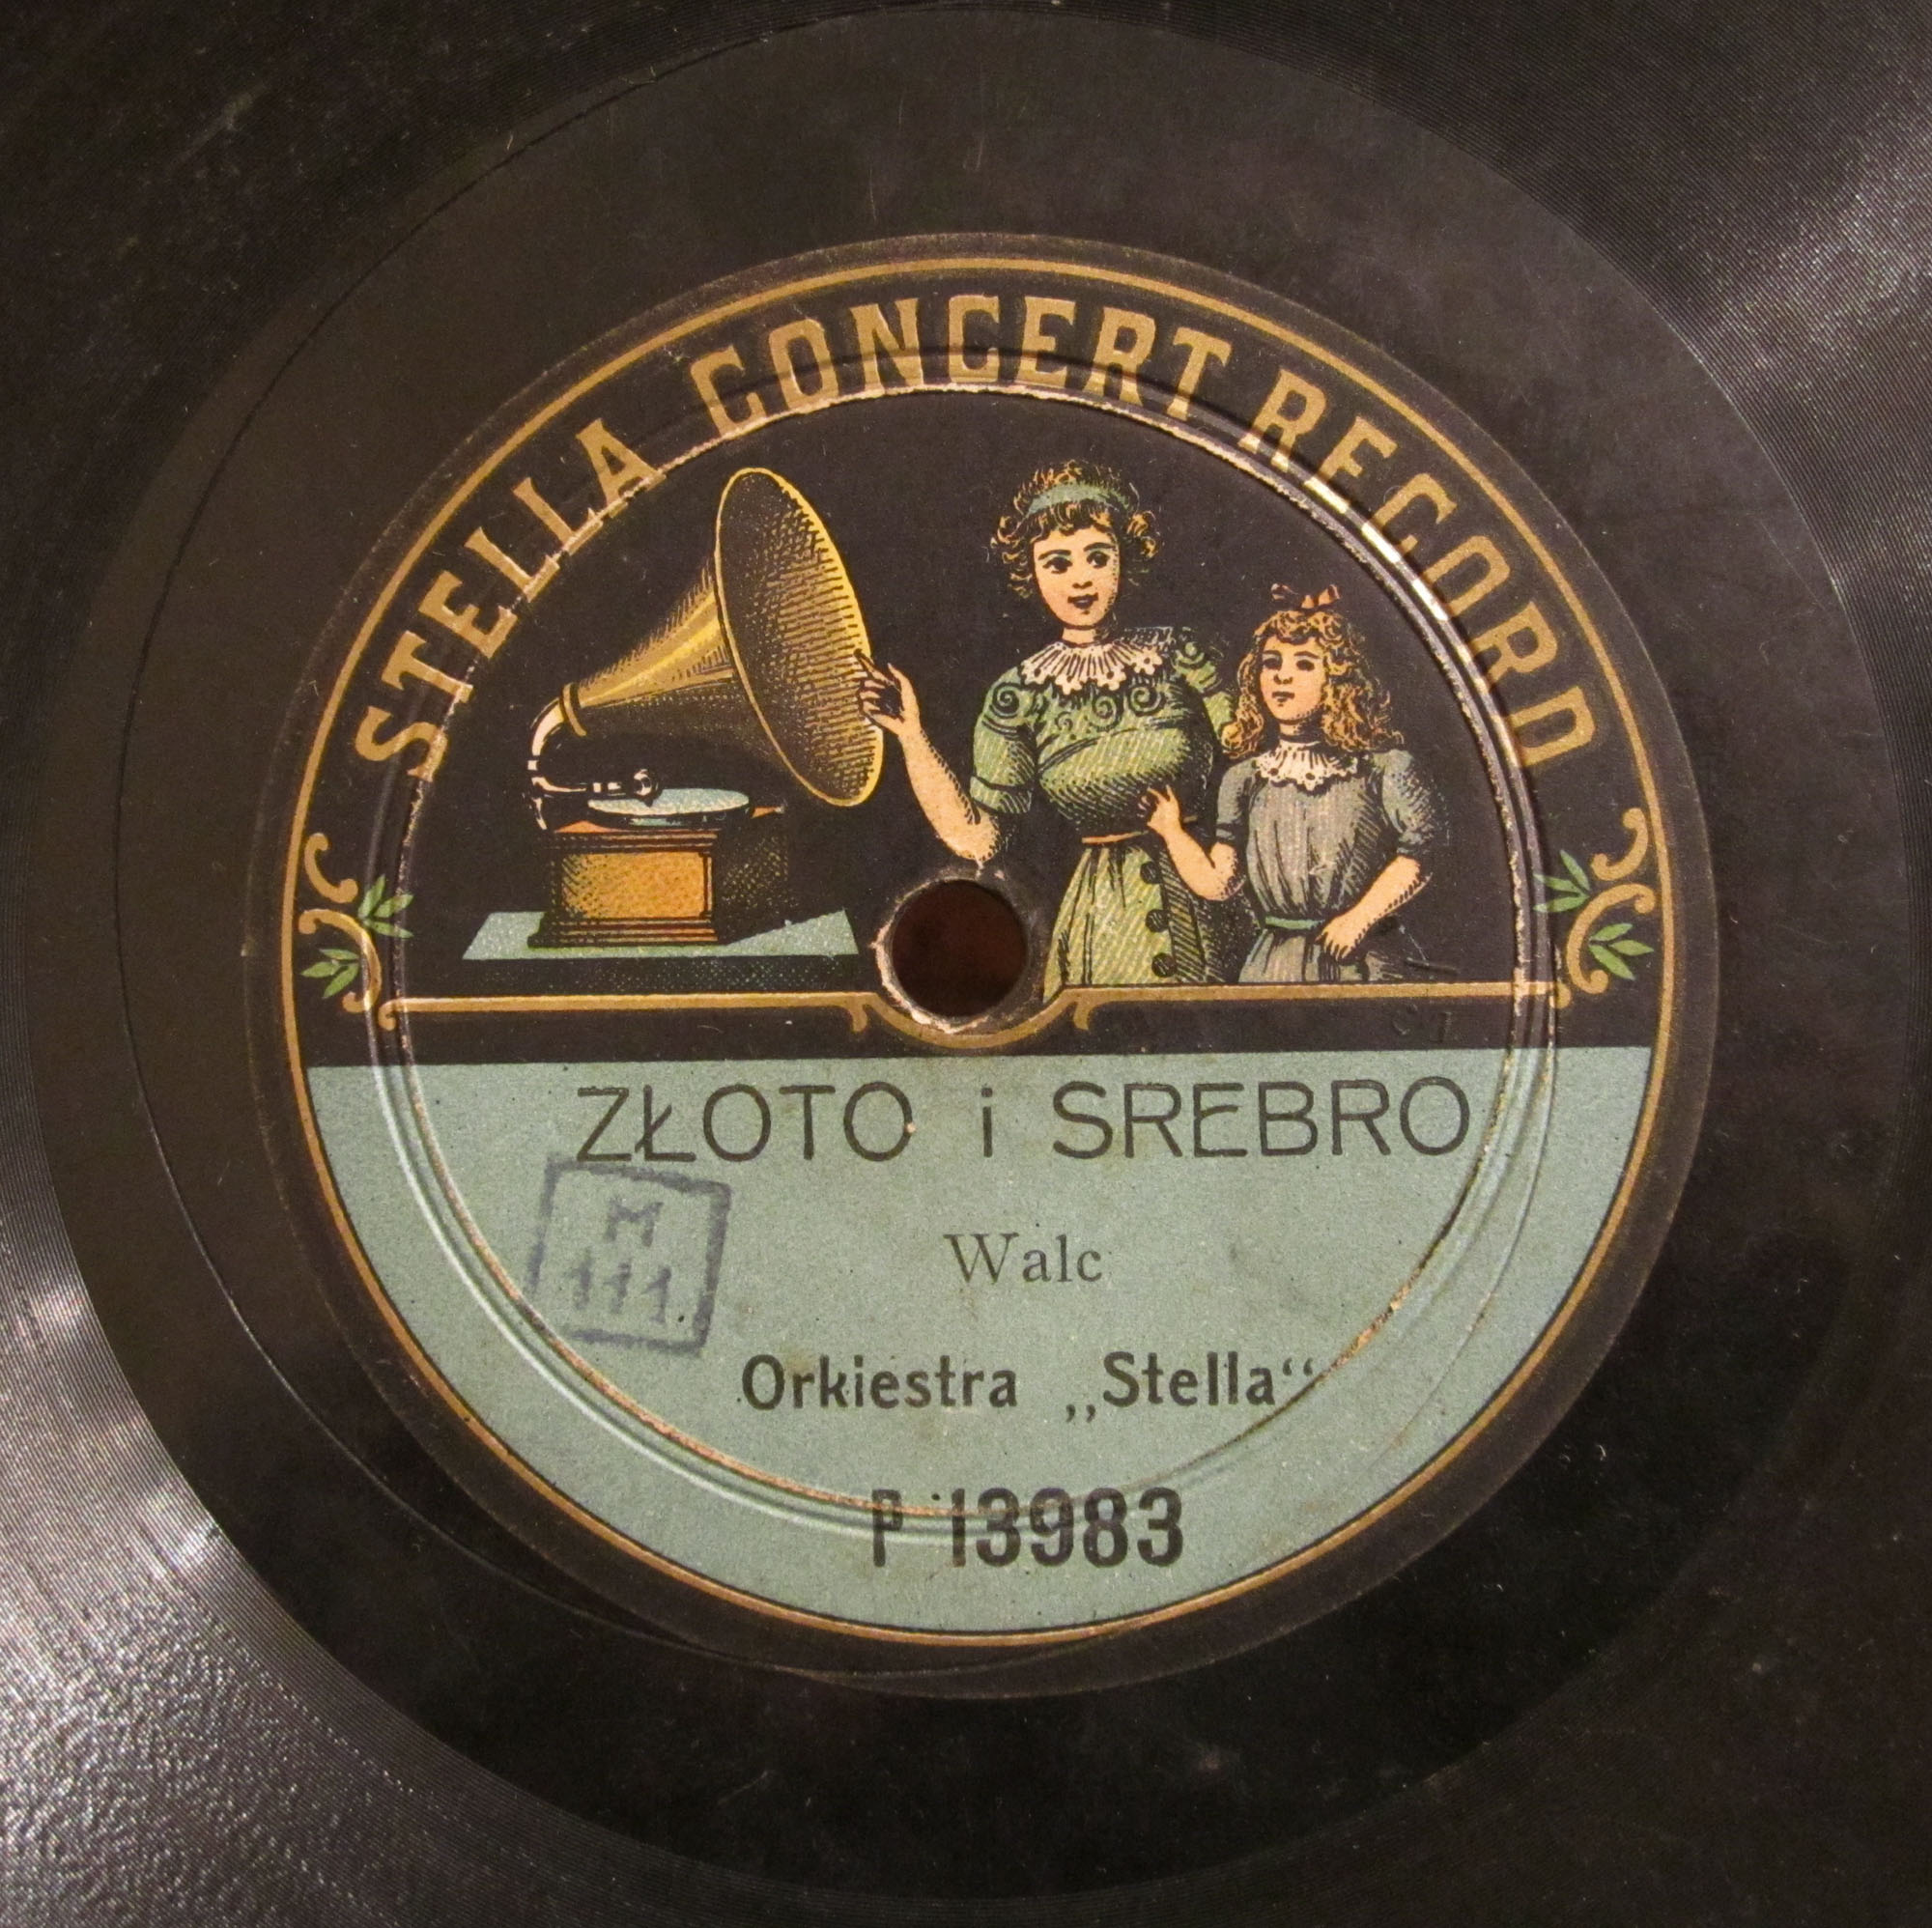 STELLA CONCERT RECORD
ZŁOTO i SREBRO
M
111
Walc
Orkiestra „Stella“
P 13983